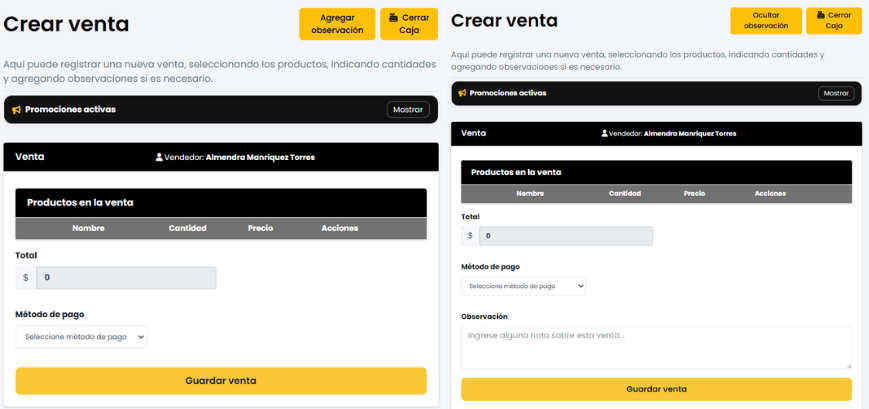 Crear venta
Agregar
observación
Cerrar
Caja
Aquí puede registrar una nueva venta, seleccionando los productos, indicando cantidades
y agregando observaciones si es necesario.
Promociones activas
Mostrar
Venta
Vendedor: Almendra Manriquez Torres
Productos en la venta
Nombre Cantidad Precio Acciones
Total
$ 0
Método de pago
Seleccione método de pago
Guardar venta
Crear venta
Ocultar
observación
Cerrar
Caja
Aquí puede registrar una nueva venta, seleccionando los productos, indicando cantidades y
agregando observaciones si es necesario.
Promociones activas
Mostrar
Venta
Vendedor: Almendra Manriquez Torres
Productos en la venta
Nombre Cantidad Precio Acciones
Total
$ 0
Método de pago
Seleccione método de pago
Observación
Ingrese alguna nota sobre esta venta...
Guardar venta